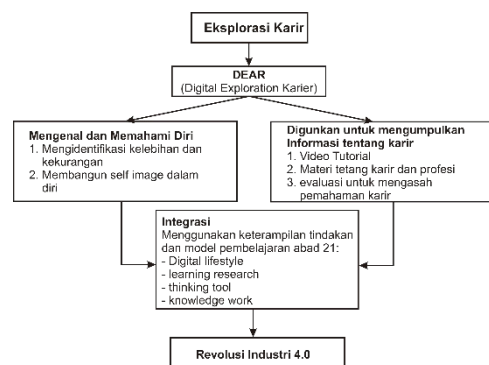 Eksplorasi Karir
DEAR
(Digital Exploration Karier)
Mengenal dan Memahami Diri
1. Mengidentifikasi kelebihan dan
kekurangan
2. Membangun self image dalam
diri
Digunkan untuk mengumpulkan
Informasi tentang karir
1. Video Tutorial
2. Materi tetang karir dan profesi
3. evaluasi untuk mengasah
pemahaman karir
Integrasi
Menggunakan keterampilan tindakan
dan model pembelajaran abad 21:
- Digital lifestyle
- learning research
- thinking tool
- knowledge work
Revolusi Industri 4.0